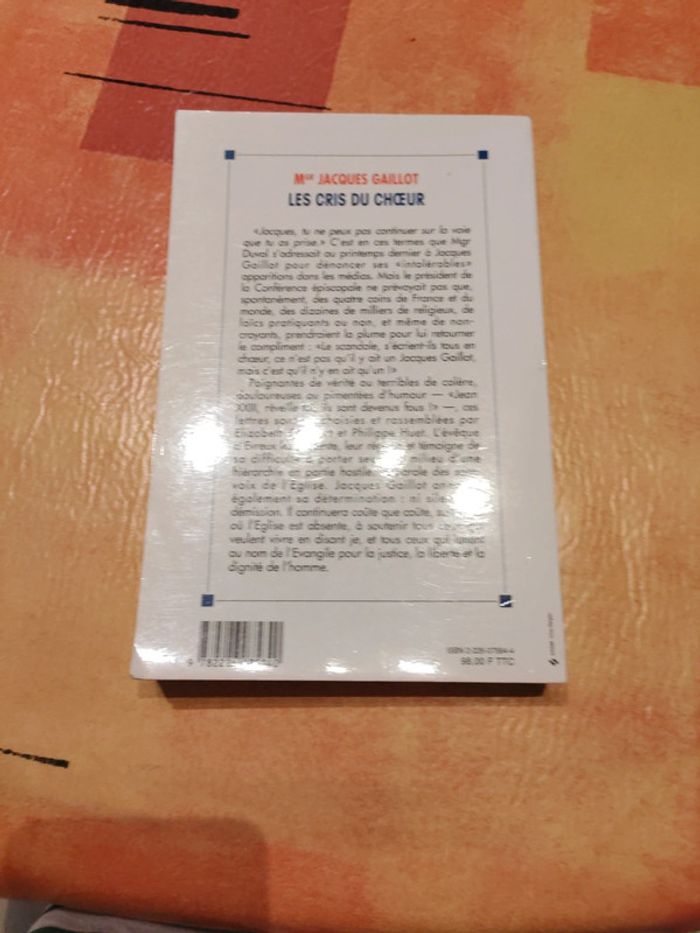 Mgr JACQUES GAILLOT
LES CRIS DU CHŒUR
«Jacques, tu ne peux pas continuer sur la voie
que tu as prise.» C'est en ces termes que Mgr
Duval s'adressait au printemps dernier à Jacques
Gaillot pour dénoncer ses «intolérables»
apparitions dans les médias. Mais le président de
la Conférence épiscopale ne prévoyait pas que,
spontanément, des quatre coins de France et du
monde, des dizaines de milliers de religieux, de
laïcs pratiquants ou non, et même de non-
croyants, prendraient la plume pour lui retourner
le compliment : «Le scandale, s'écrient-ils tous en
chœur, ce n'est pas qu'il y ait un Jacques Gaillot,
mais c'est qu'il n'y en ait qu'un !»
Poignantes de vérité ou terribles de colère,
douloureuses ou pimentées d'humour — «Jean
XXIII, réveille ils sont devenus fous !» —, ces
lettres choisies et rassemblées par
et Philippe Huet. L'évêque
d'Evreux leur et témoigne de
sa difficulté à porter milieu d'une
hiérarchie en partie hostile parole des
voix de l'Eglise. Jacques Gaillot
également sa détermination : ni
démission. Il continuera coûte que coûte,
où l'Eglise est absente, à soutenir tous
veulent vivre en disant je, et tous ceux qui luttent
au nom de l'Evangile pour la justice, la liberté et la
dignité de l'homme.
98,00 F TTC